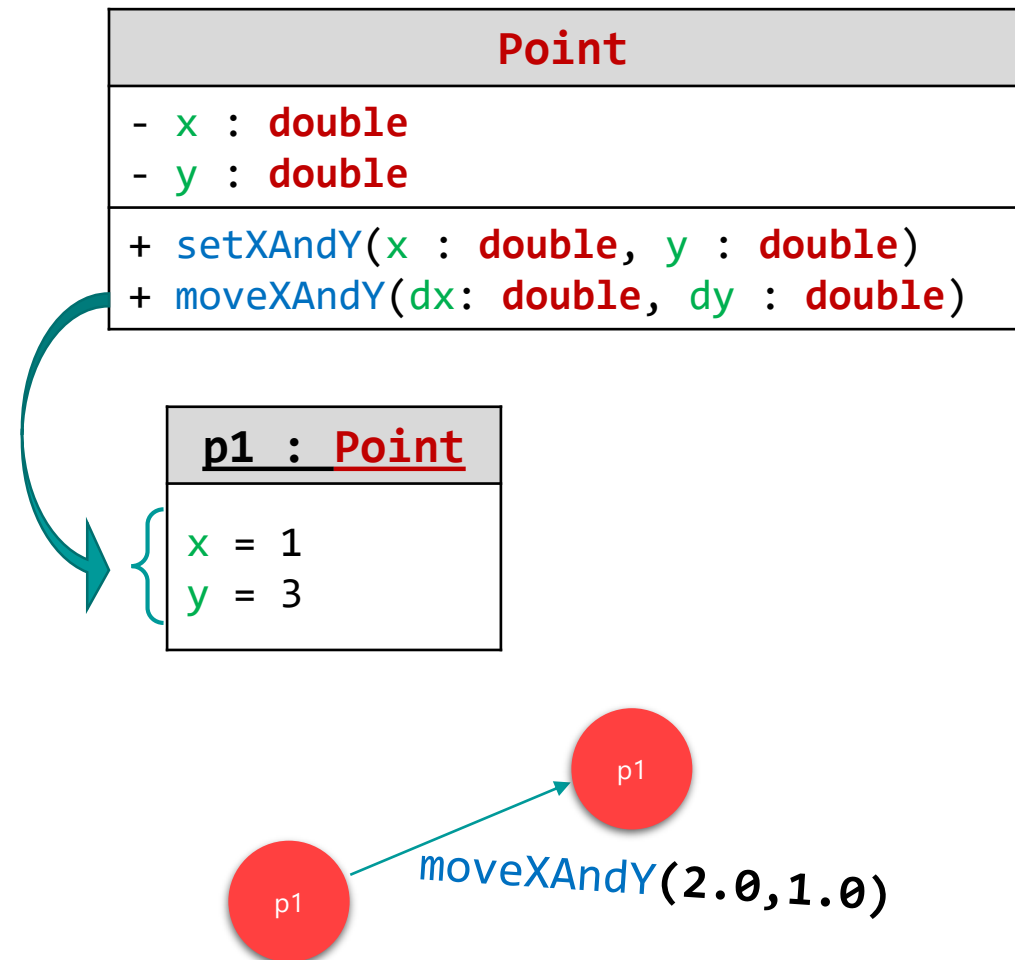 Point
- x : double
- y : double
+ setXAndY(x : double, y : double)
+ moveXAndY(dx: double, dy : double)
p1 : Point
x = 1
y = 3
p1
moveXAndY(2.0,1.0)
p1